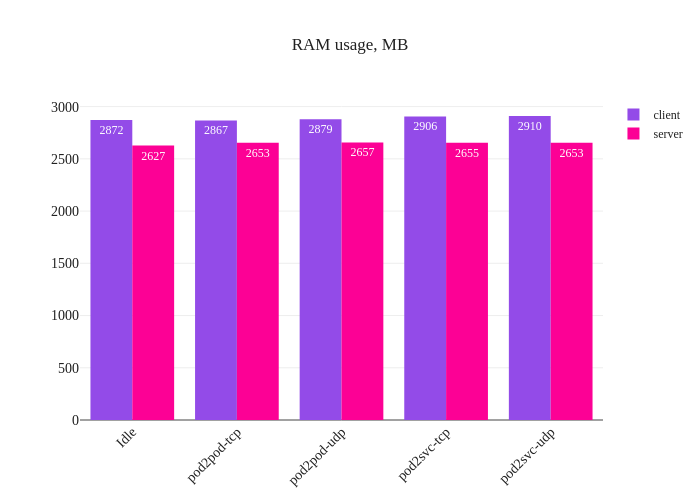 RAM usage, MB
3000
2500
2000
1500
1000
500
0
2872
2627
2867
2653
2879
2657
2906
2655
2910
2653
Idle
pod2pod-tcp
pod2pod-udp
pod2svc-tcp
pod2svc-udp
client
server